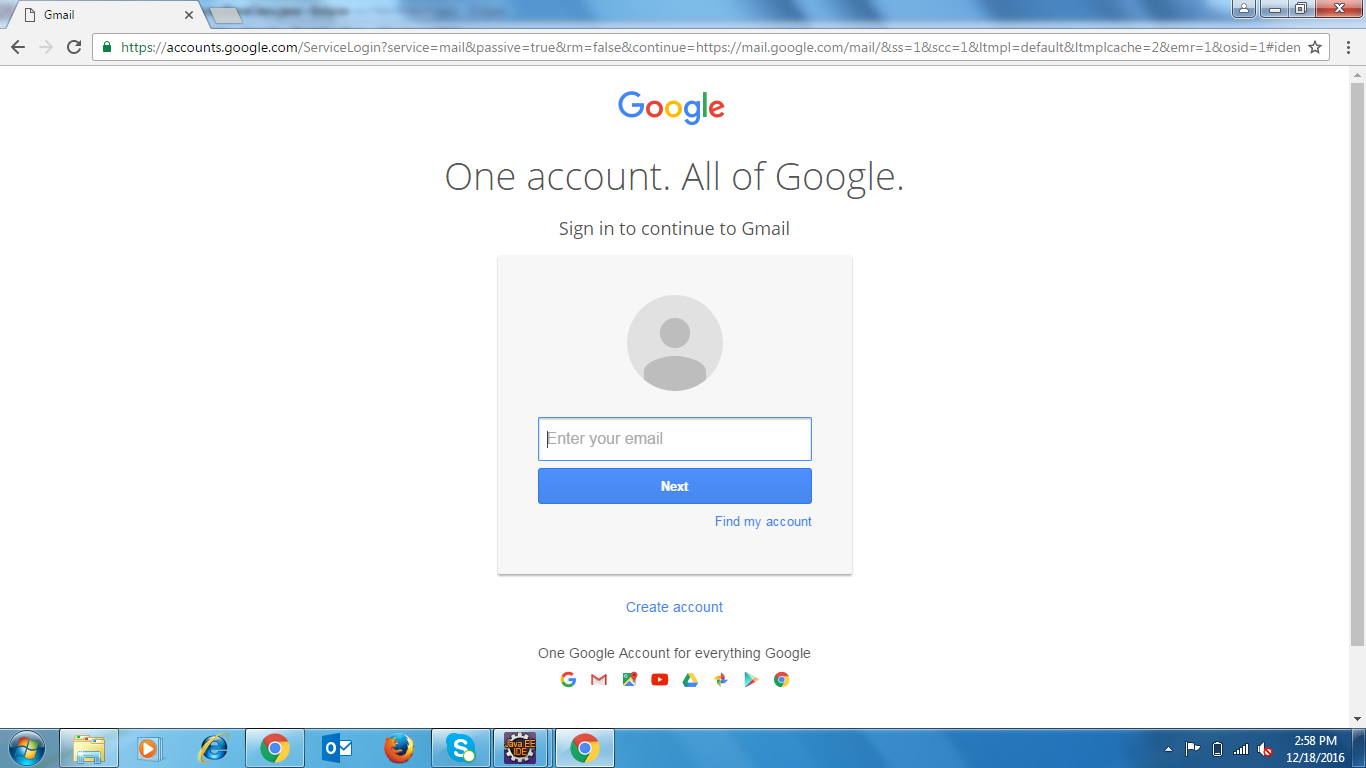 Gmail
https://accounts.google.com/ServiceLogin?service=mail&passive=true&rm=false&continue=https://mail.google.com/mail/&ss=1&scc=1&ltmpl=default&ltmplcache=2&emr=1&osid=1#iden
Google
One account. All of Google.
Sign in to continue to Gmail
Enter your email
Next
Find my account
Create account
One Google Account for everything Google
Java EE
IDE
2:58 PM
12/18/2016